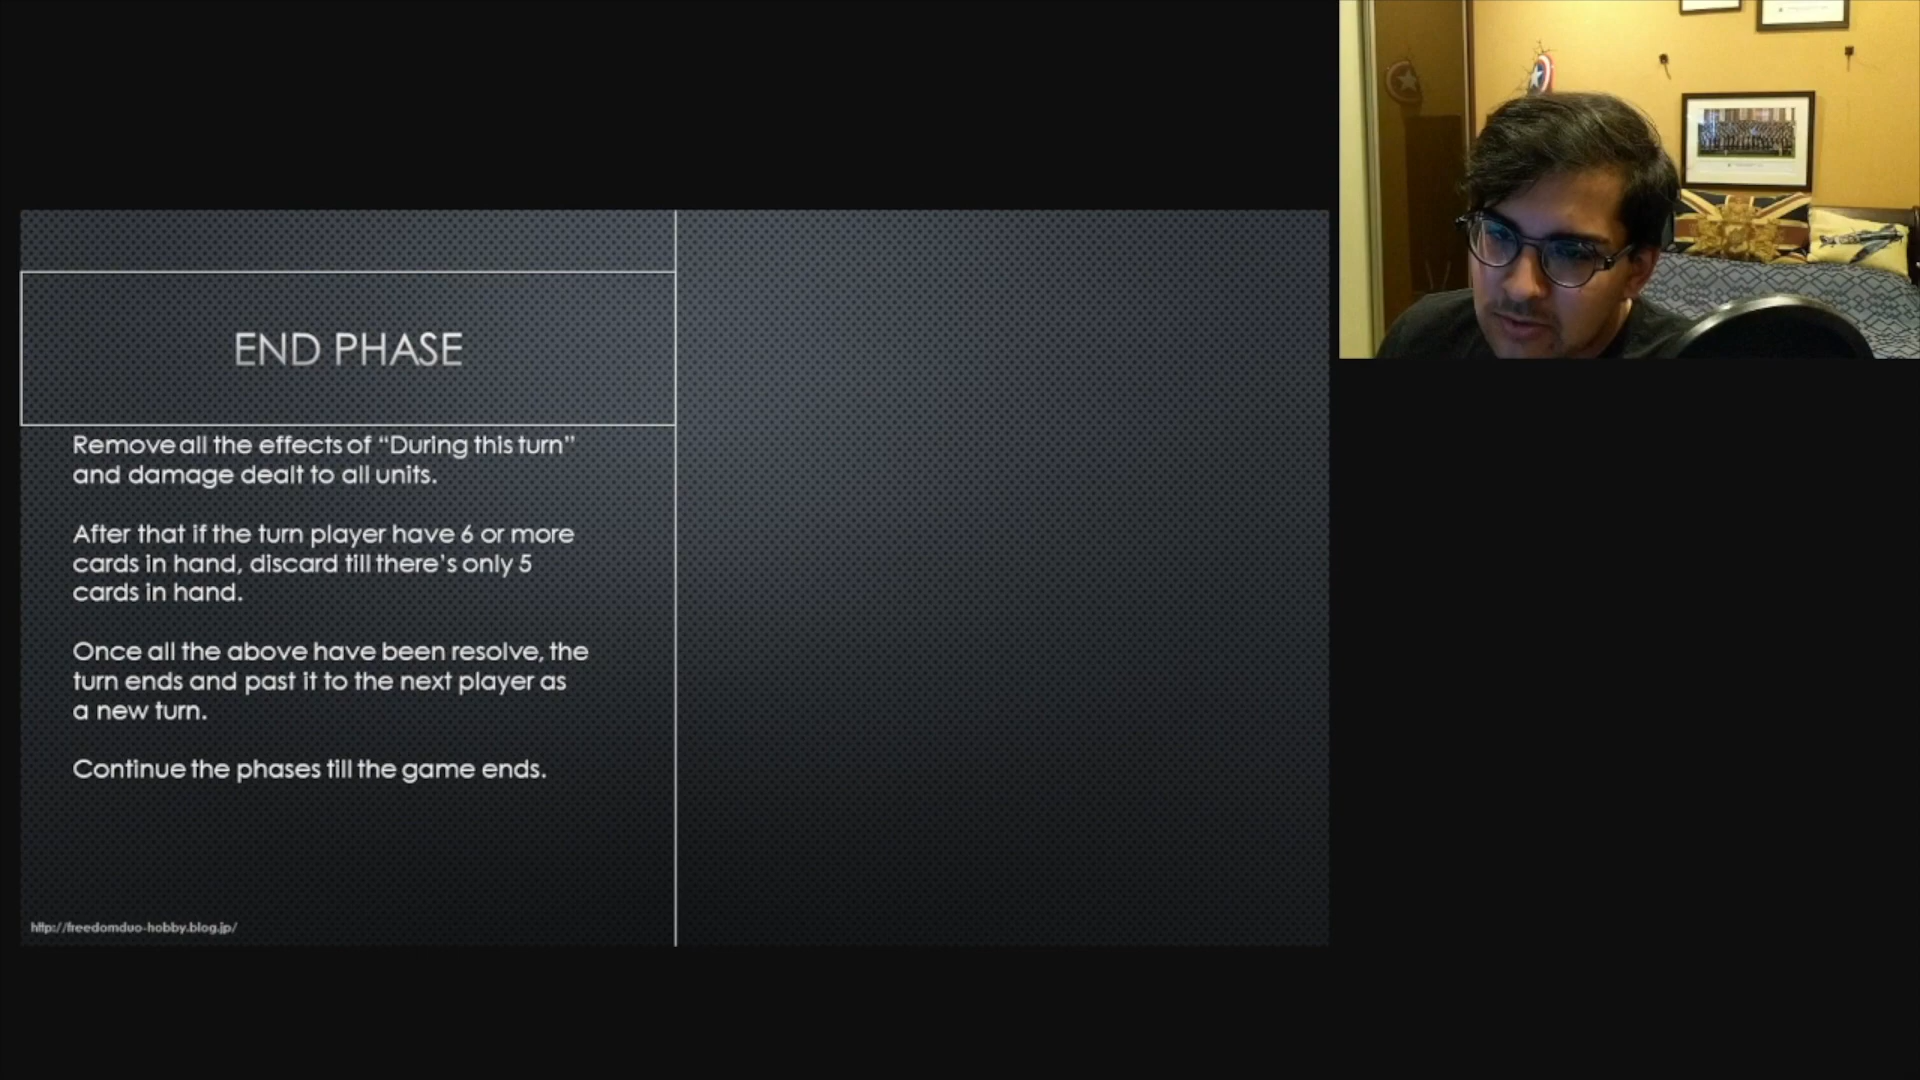 END PHASE
Remove all the effects of “During this turn”
and damage dealt to all units.
After that if the turn player have 6 or more
cards in hand, discard till there’s only 5
cards in hand.
Once all the above have been resolve, the
turn ends and past it to the next player as
a new turn.
Continue the phases till the game ends.
http://freedomduo-hobby.blog.jp/